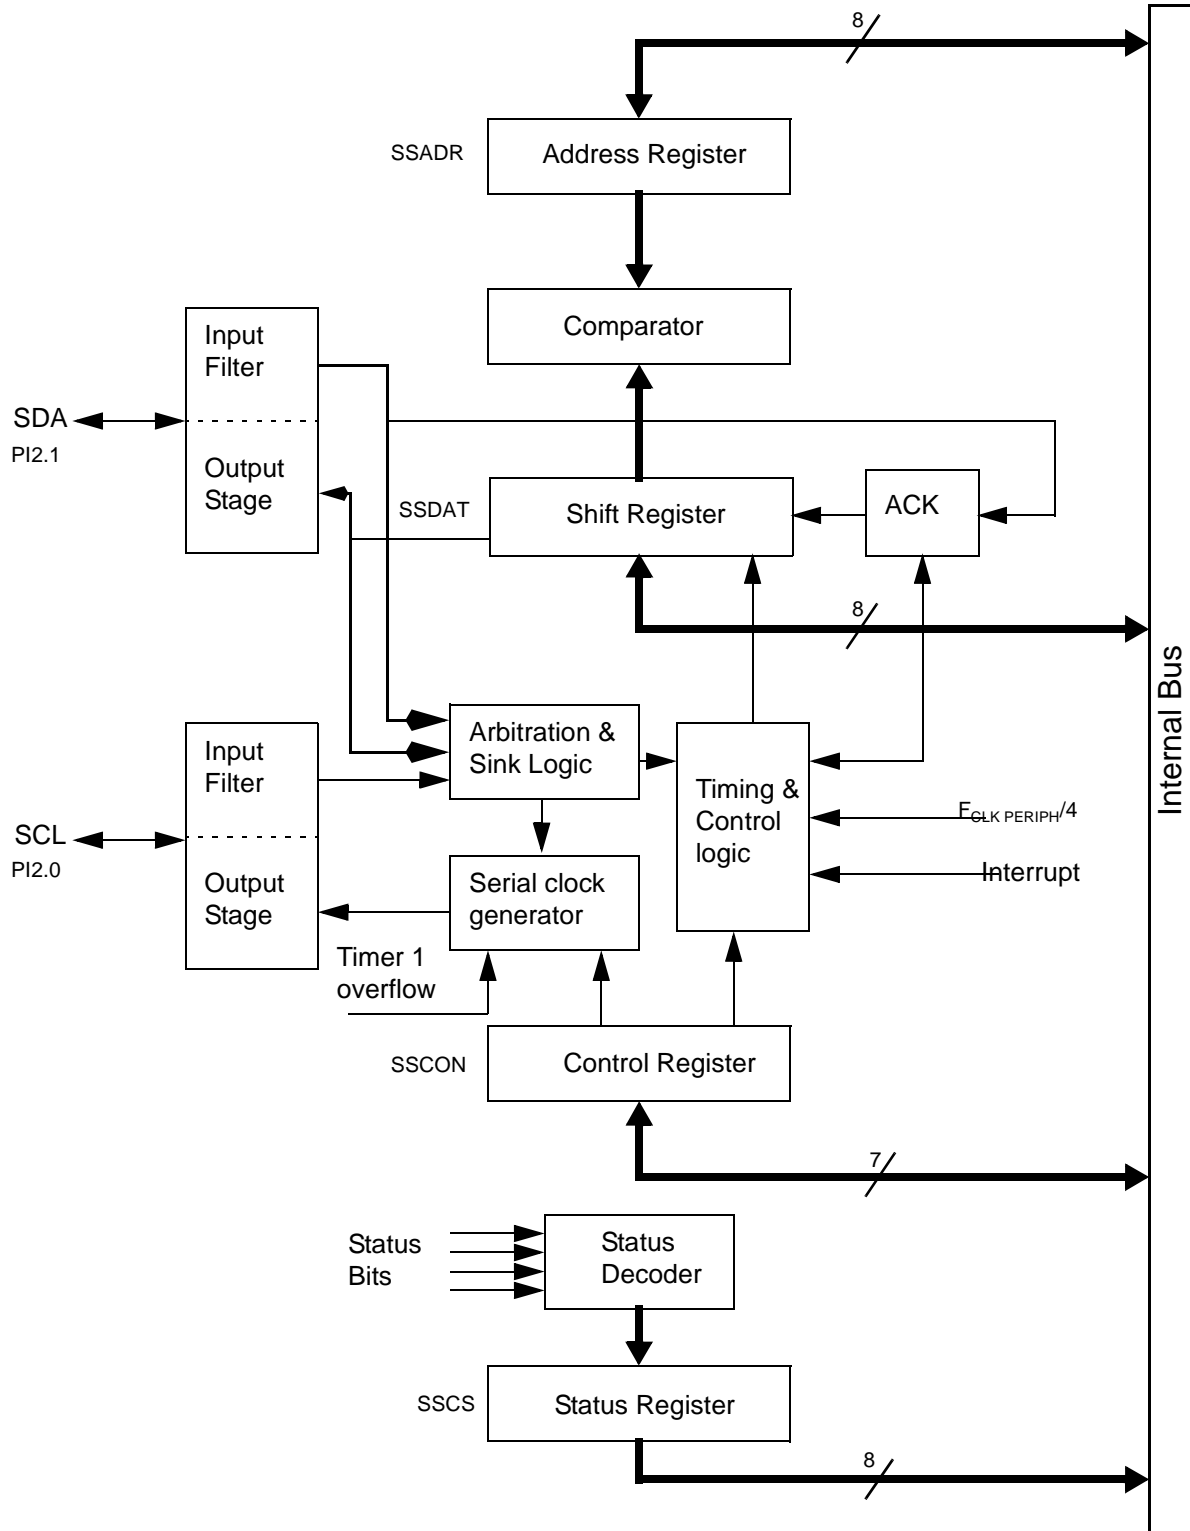 8
SSADR
Address Register
Comparator
Input
Filter
SDA
PI2.1
Output
Stage
SSDAT
Shift Register
ACK
8
Internal Bus
Arbitration &
Sink Logic
Input
Filter
Timing &
Control
logic
FCLK PERIPH/4
SCL
PI2.0
Interrupt
Output
Stage
Serial clock
generator
Timer 1
overflow
SSCON
Control Register
7
Status
Bits
Status
Decoder
SSCS
Status Register
8